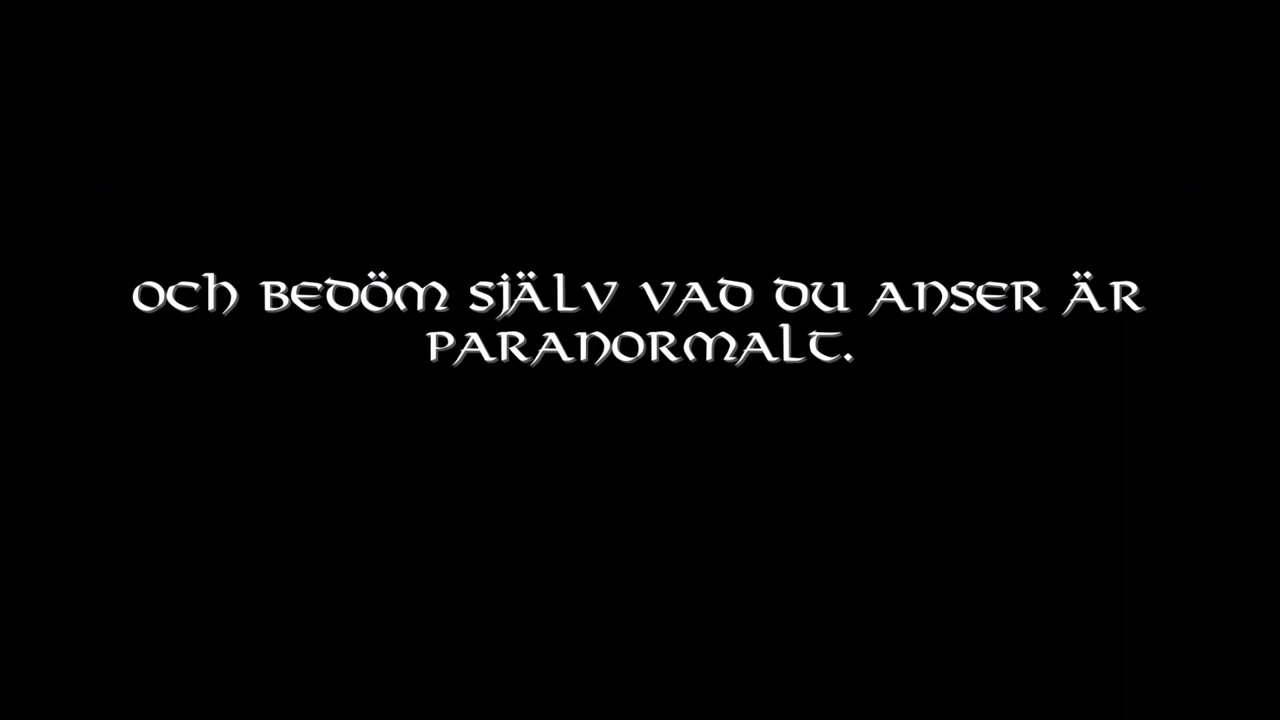 och bedöm själv vad du anser är
paranormalt.